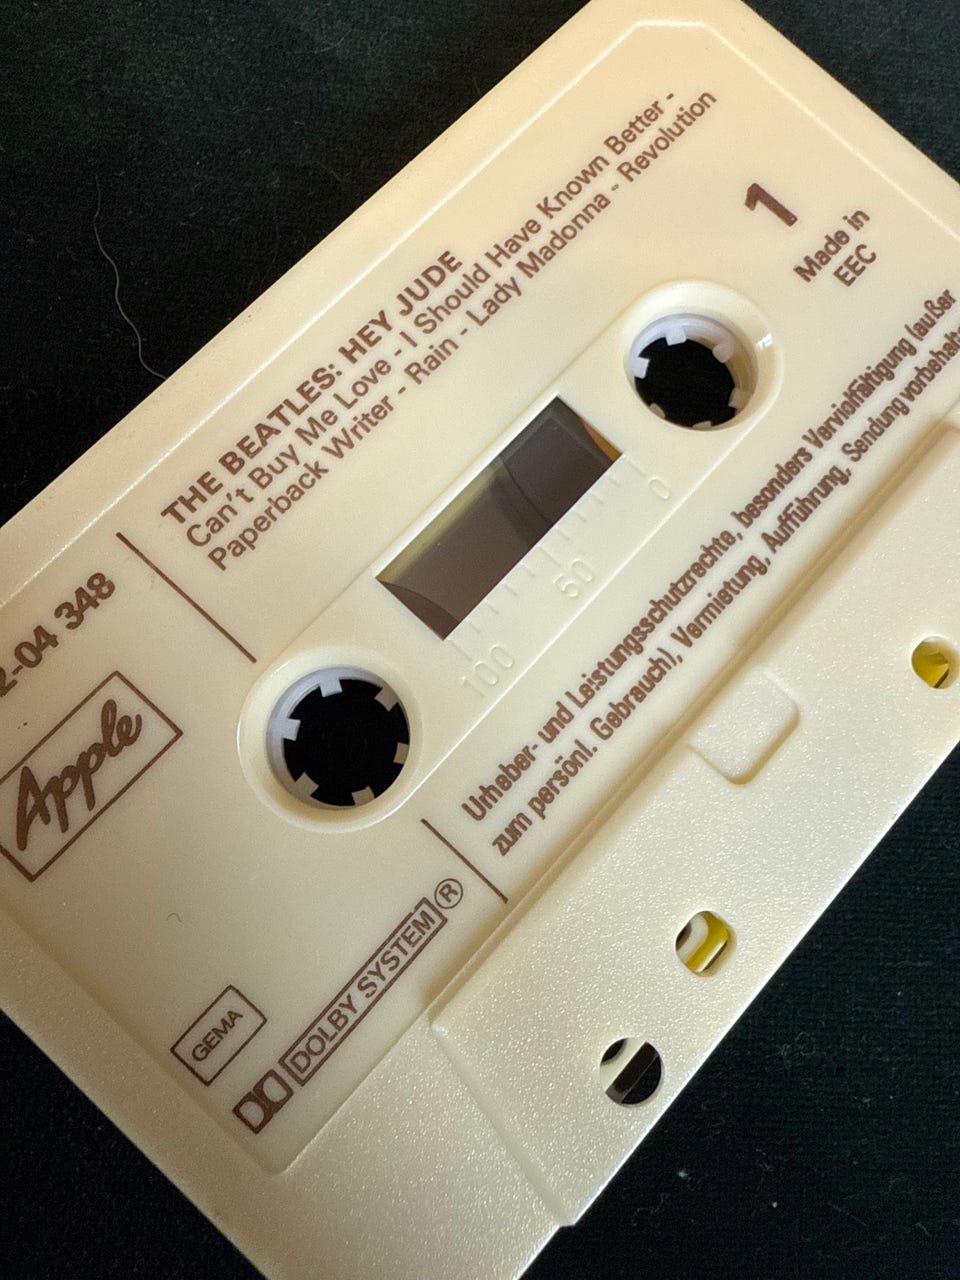 THE BEATLES: HEY JUDE
Can't Buy Me Love - I Should Have Known Better -
Paperback Writer - Rain - Lady Madonna - Revolution
1
Made in
EEC
2-04 348
Apple
0
50
100
Urheber- und Leistungsschutzrechte, besonders Vervielfältigung (außer
zum persönl. Gebrauch), Vermietung, Aufführung, Sendung
GEMA
DOLBY SYSTEM ®